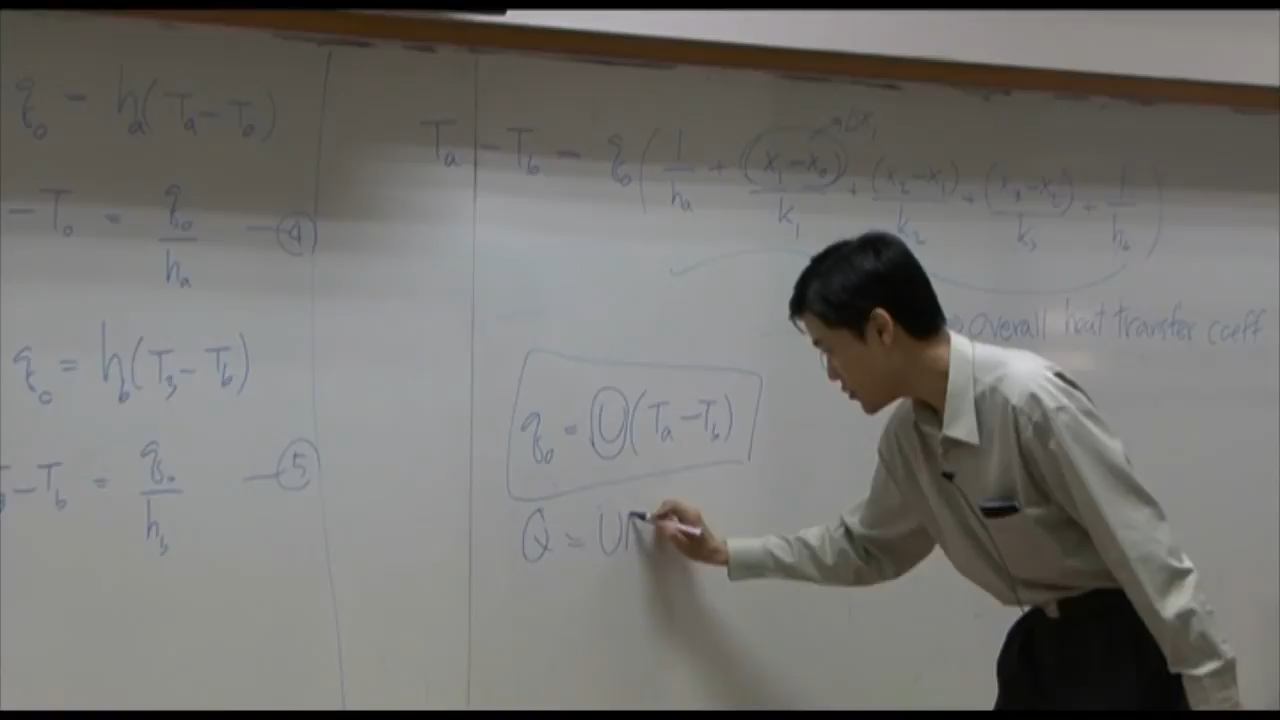 q₀ = hₐ(Tₐ - T₀)
- T₀ = q₀/hₐ —④
q₀ = h_b(T₃ - T_b)
T₃ - T_b = q₀/h_b —⑤
Tₐ - T_b = q₀(1/hₐ + (x₁-x₀)/k₁ + (x₂-x₁)/k₂ + (x₃-x₂)/k₃ + 1/h_b)
overall heat transfer coeff
q₀ = U(Tₐ - T_b)
Q = U